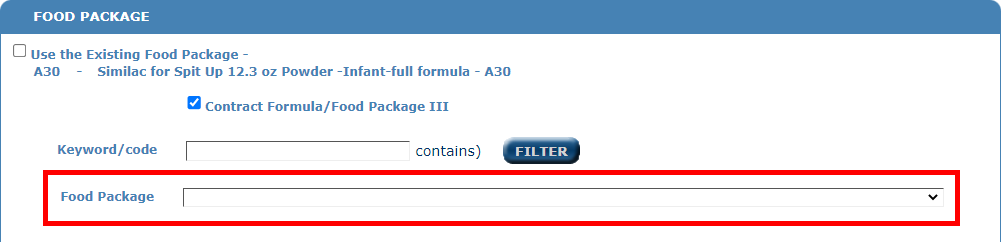 FOOD PACKAGE
Use the Existing Food Package -
A30 - Similac for Spit Up 12.3 oz Powder -Infant-full formula - A30
Contract Formula/Food Package III
Keyword/code contains) FILTER
Food Package